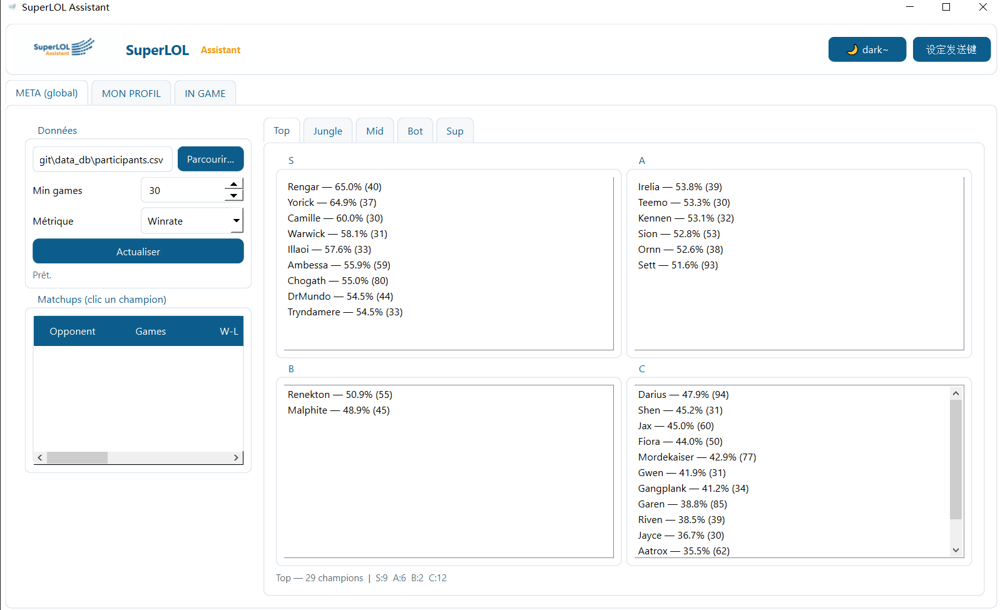 SuperLOL Assistant
SuperLOL
Assistant
SuperLOL Assistant
🌙 dark~
设定发送键
META (global)
MON PROFIL
IN GAME
Données
git\data_db\participants.csv
Parcourir...
Min games
30
Métrique
Winrate
Actualiser
Prêt.
Matchups (clic un champion)
Opponent Games W-L
Top
Jungle
Mid
Bot
Sup
S
Rengar — 65.0% (40)
Yorick — 64.9% (37)
Camille — 60.0% (30)
Warwick — 58.1% (31)
Illaoi — 57.6% (33)
Ambessa — 55.9% (59)
Chogath — 55.0% (80)
DrMundo — 54.5% (44)
Tryndamere — 54.5% (33)
A
Irelia — 53.8% (39)
Teemo — 53.3% (30)
Kennen — 53.1% (32)
Sion — 52.8% (53)
Ornn — 52.6% (38)
Sett — 51.6% (93)
B
Renekton — 50.9% (55)
Malphite — 48.9% (45)
C
Darius — 47.9% (94)
Shen — 45.2% (31)
Jax — 45.0% (60)
Fiora — 44.0% (50)
Mordekaiser — 42.9% (77)
Gwen — 41.9% (31)
Gangplank — 41.2% (34)
Garen — 38.8% (85)
Riven — 38.5% (39)
Jayce — 36.7% (30)
Aatrox — 35.5% (62)
Top — 29 champions | S:9 A:6 B:2 C:12